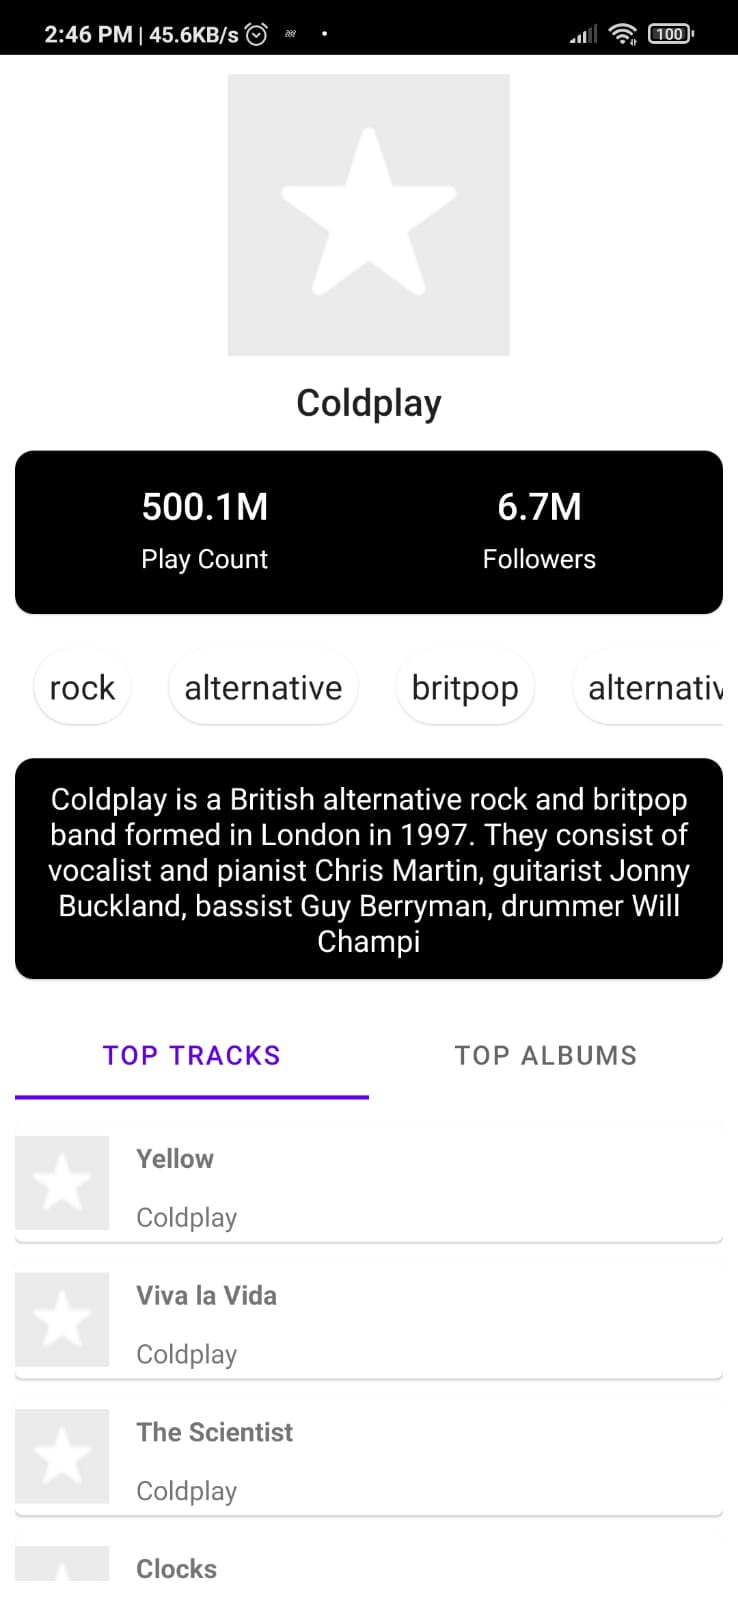 2:46 PM | 45.6KB/s 100
Coldplay
500.1M 6.7M
Play Count Followers
rock alternative britpop alternativ
Coldplay is a British alternative rock and britpop
band formed in London in 1997. They consist of
vocalist and pianist Chris Martin, guitarist Jonny
Buckland, bassist Guy Berryman, drummer Will
Champi
TOP TRACKS TOP ALBUMS
Yellow
Coldplay
Viva la Vida
Coldplay
The Scientist
Coldplay
Clocks